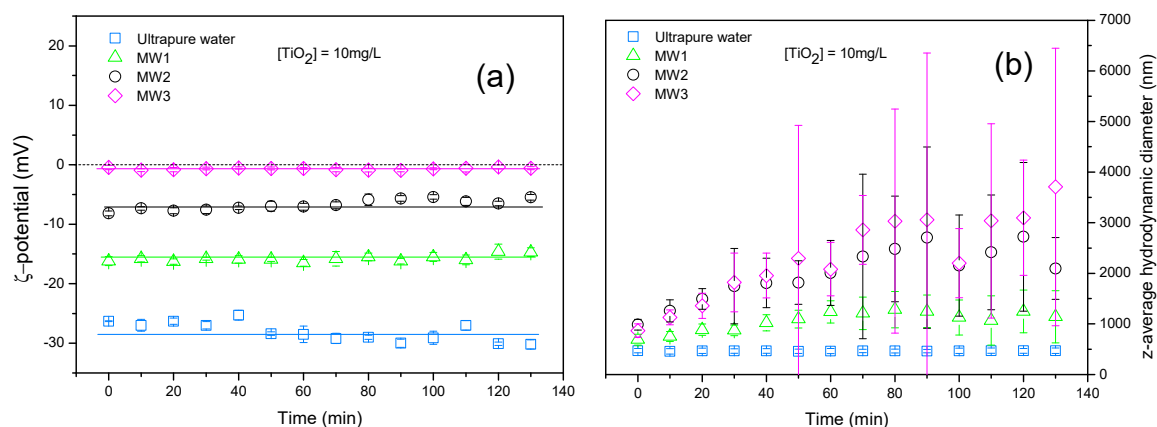 Ultrapure water
MW1
MW2
MW3
[TiO₂] = 10mg/L
(a)
20
10
0
-10
-20
-30
ζ–potential (mV)
0 20 40 60 80 100 120 140
Time (min)
Ultrapure water
MW1
MW2
MW3
[TiO₂] = 10mg/L
(b)
7000
6000
5000
4000
3000
2000
1000
0
z-average hydrodynamic diameter (nm)
0 20 40 60 80 100 120 140
Time (min)